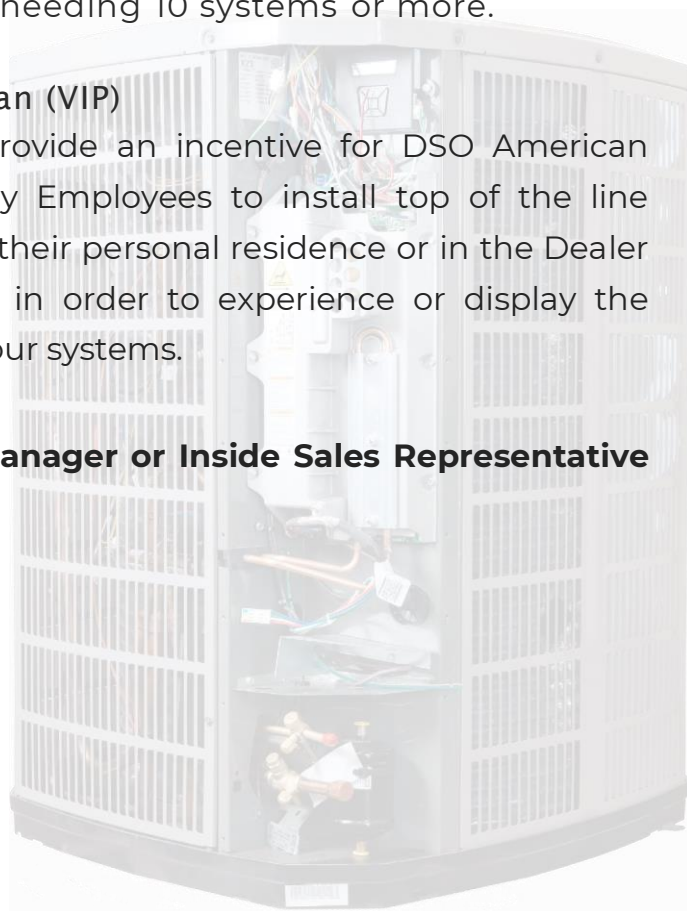 needing 10 systems or more.
an (VIP)
rovide an incentive for DSO American
y Employees to install top of the line
their personal residence or in the Dealer
in order to experience or display the
our systems.
anager or Inside Sales Representative